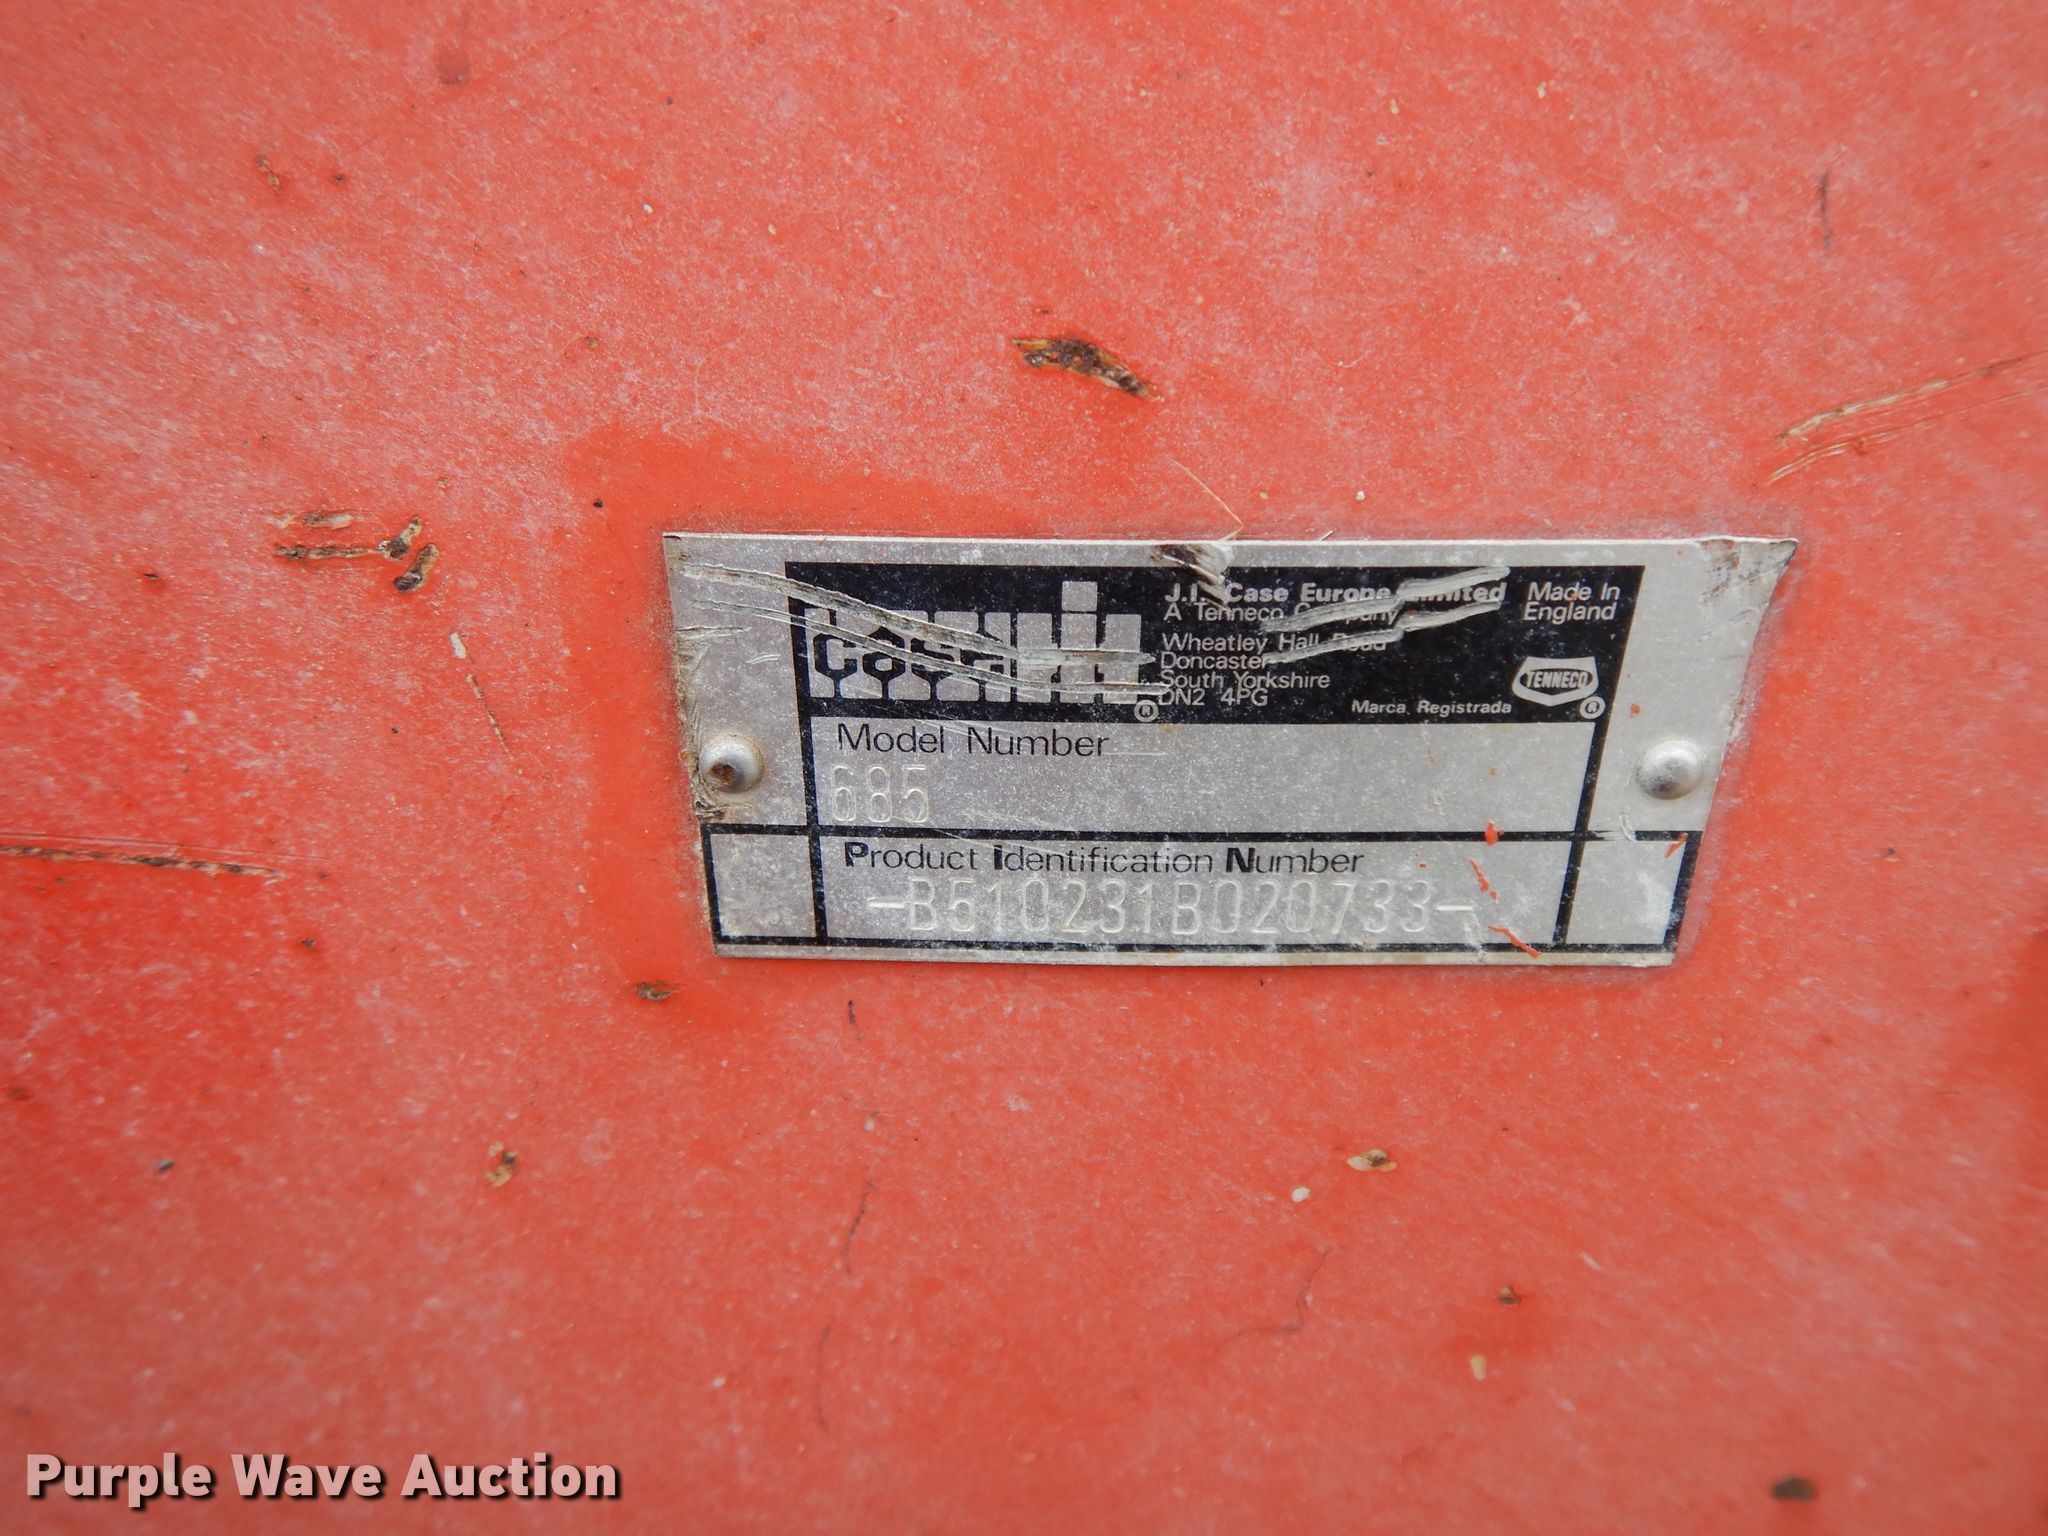 case IH ®
J.I. Case Europe Limited
A Tenneco Company
Wheatley Hall Road
Doncaster
South Yorkshire
DN2 4PG
Made In
England
TENNECO ®
Marca Registrada
Model Number
685
Product Identification Number
-B510231B020733-
Purple Wave Auction